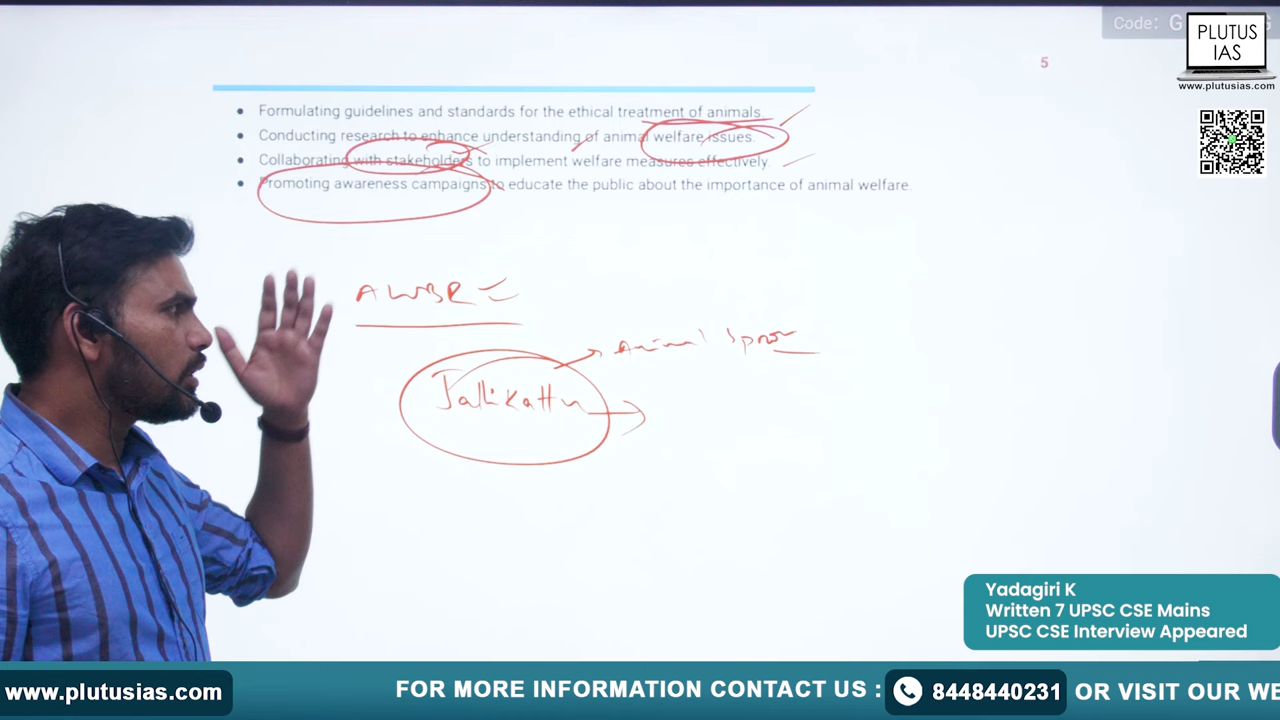 Code: G
PLUTUS
IAS
www.plutusias.com
5
• Formulating guidelines and standards for the ethical treatment of animals.
• Conducting research to enhance understanding of animal welfare issues.
• Collaborating with stakeholders to implement welfare measures effectively.
• Promoting awareness campaigns to educate the public about the importance of animal welfare.
Animal
Jallikattu
Yadagiri K
Written 7 UPSC CSE Mains
UPSC CSE Interview Appeared
www.plutusias.com
FOR MORE INFORMATION CONTACT US : 8448440231 OR VISIT OUR WE